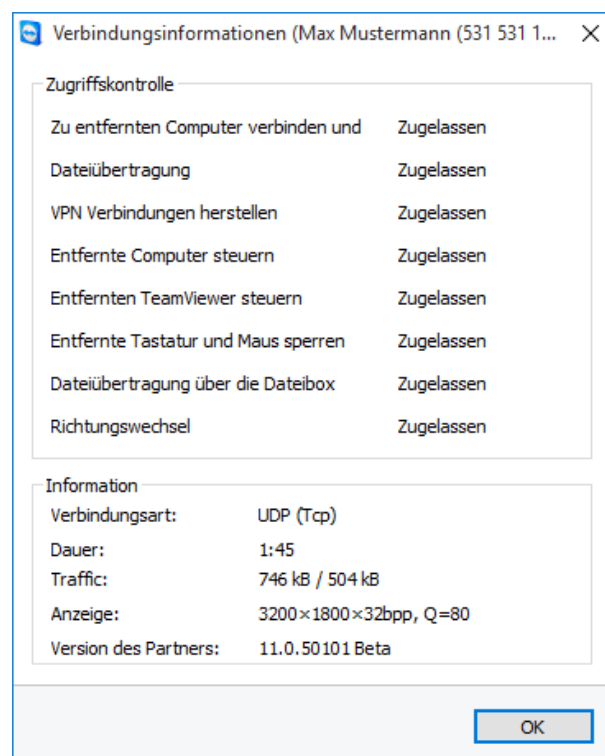 Verbindungsinformationen (Max Mustermann (531 531 1...
Zugriffskontrolle
Zu entfernten Computer verbinden und Zugelassen
Dateiübertragung Zugelassen
VPN Verbindungen herstellen Zugelassen
Entfernte Computer steuern Zugelassen
Entfernten TeamViewer steuern Zugelassen
Entfernte Tastatur und Maus sperren Zugelassen
Dateiübertragung über die Dateibox Zugelassen
Richtungswechsel Zugelassen
Information
Verbindungsart: UDP (Tcp)
Dauer: 1:45
Traffic: 746 kB / 504 kB
Anzeige: 3200×1800×32bpp, Q=80
Version des Partners: 11.0.50101 Beta
OK